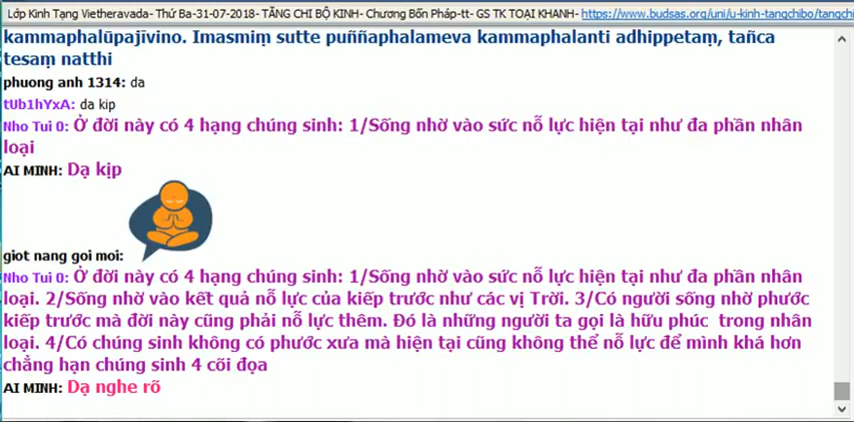 Lớp Kinh Tạng Vietheravada- Thứ Ba-31-07-2018- TĂNG CHI BỘ KINH- Chương Bốn Pháp-tt- GS TK TOẠI KHANH- https://www.budsas.org/uni/u-kinh-tangchibo/tangchi
kammaphalūpajīvino. Imasmiṃ sutte puññaphalameva kammaphalanti adhippetaṃ, tañca
tesaṃ natthi
phuong anh 1314: da
tUb1hYxA: da kip
Nho Tui 0: Ở đời này có 4 hạng chúng sinh: 1/Sống nhờ vào sức nỗ lực hiện tại như đa phần nhân
loại
AI MINH: Dạ kịp
giot nang goi moi:
Nho Tui 0: Ở đời này có 4 hạng chúng sinh: 1/Sống nhờ vào sức nỗ lực hiện tại như đa phần nhân
loại. 2/Sống nhờ vào kết quả nỗ lực của kiếp trước như các vị Trời. 3/Có người sống nhờ phước
kiếp trước mà đời này cũng phải nỗ lực thêm. Đó là những người ta gọi là hữu phúc trong nhân
loại. 4/Có chúng sinh không có phước xưa mà hiện tại cũng không thể nỗ lực để mình khá hơn
chẳng hạn chúng sinh 4 cõi đọa
AI MINH: Dạ nghe rõ